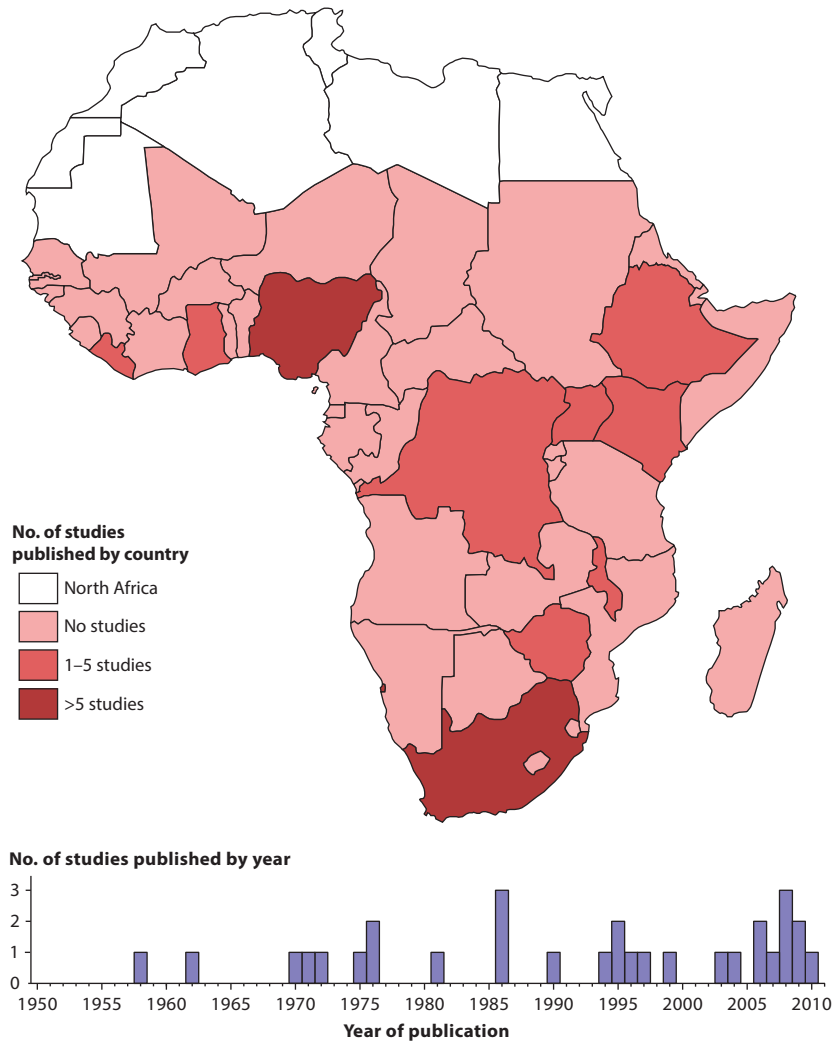 No. of studies
published by country
North Africa
No studies
1–5 studies
>5 studies
No. of studies published by year
3
2
1
0
1950 1955 1960 1965 1970 1975 1980 1985 1990 1995 2000 2005 2010
Year of publication